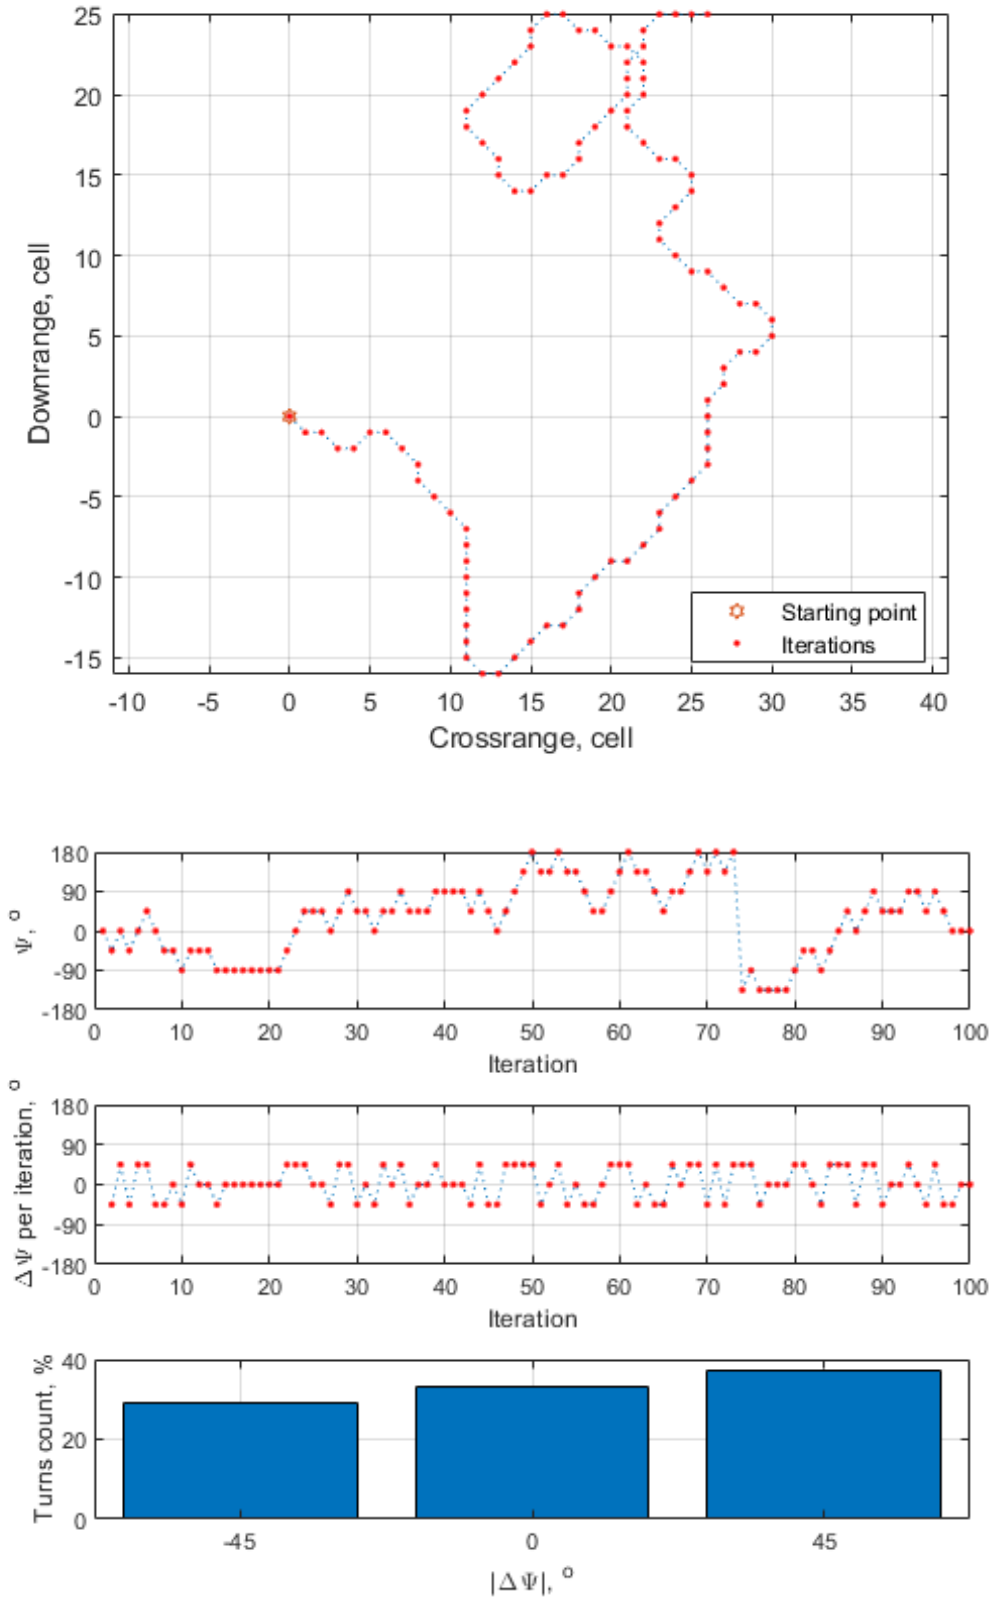 25
20
15
10
5
0
-5
-10
-15
Downrange, cell
Starting point
Iterations
-10 -5 0 5 10 15 20 25 30 35 40
Crossrange, cell
180
90
0
-90
-180
Ψ, °
0 10 20 30 40 50 60 70 80 90 100
Iteration
180
90
0
-90
-180
ΔΨ per iteration, °
0 10 20 30 40 50 60 70 80 90 100
Iteration
40
20
0
Turns count, %
-45 0 45
|ΔΨ|, °